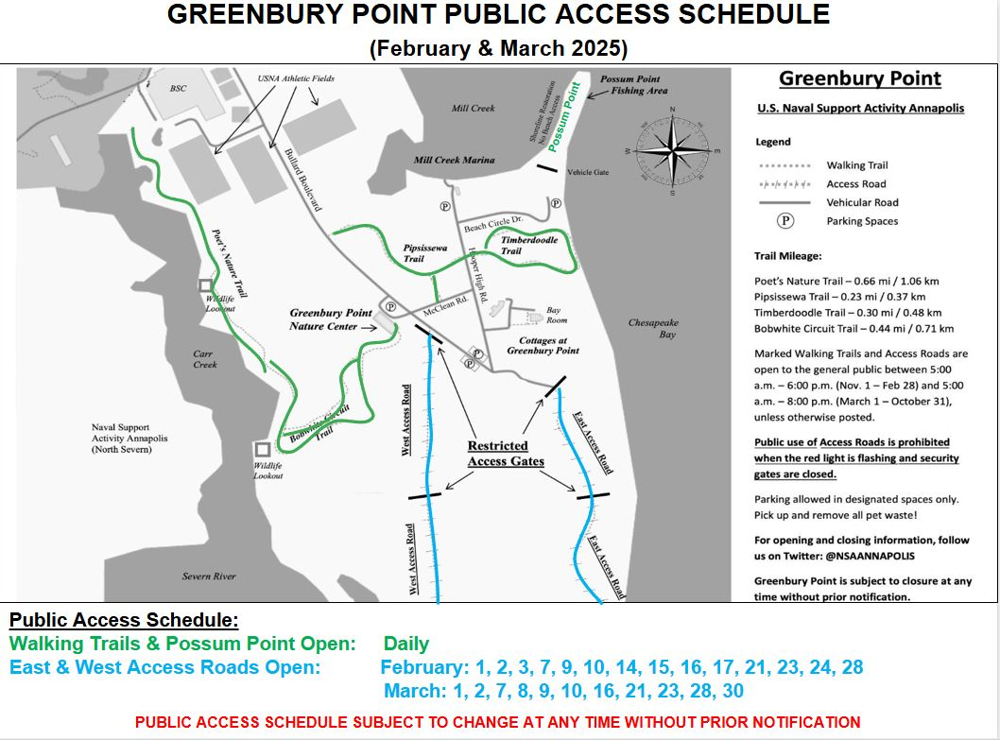 GREENBURY POINT PUBLIC ACCESS SCHEDULE
(February & March 2025)
BSC
USNA Athletic Fields
Mill Creek
Possum Point
Fishing Area
Shoreline Restoration
No Beach Access
Possum Point
Mill Creek Marina
Vehicle Gate
N
W
E
S
Bullard Boulevard
P
P
Beach Circle Dr.
Pipsissewa
Trail
Timberdoodle
Trail
Hooper High Rd.
Poet's Nature Trail
Wildlife
Lookout
Greenbury Point
Nature Center
P
McClean Rd.
Bay
Room
Cottages at
Greenbury Point
P
P
Chesapeake
Bay
Carr
Creek
Naval Support
Activity Annapolis
(North Severn)
Bobwhite Circuit
Trail
Wildlife
Lookout
West Access Road
East Access Road
Restricted
Access Gates
West Access Road
East Access Road
Severn River
Greenbury Point
U.S. Naval Support Activity Annapolis
Legend
Walking Trail
Access Road
Vehicular Road
P Parking Spaces
Trail Mileage:
Poet's Nature Trail – 0.66 mi / 1.06 km
Pipsissewa Trail – 0.23 mi / 0.37 km
Timberdoodle Trail – 0.30 mi / 0.48 km
Bobwhite Circuit Trail – 0.44 mi / 0.71 km
Marked Walking Trails and Access Roads are
open to the general public between 5:00
a.m. – 6:00 p.m. (Nov. 1 – Feb 28) and 5:00
a.m. – 8:00 p.m. (March 1 – October 31),
unless otherwise posted.
Public use of Access Roads is prohibited
when the red light is flashing and security
gates are closed.
Parking allowed in designated spaces only.
Pick up and remove all pet waste!
For opening and closing information, follow
us on Twitter: @NSAANNAPOLIS
Greenbury Point is subject to closure at any
time without prior notification.
Public Access Schedule:
Walking Trails & Possum Point Open: Daily
East & West Access Roads Open: February: 1, 2, 3, 7, 9, 10, 14, 15, 16, 17, 21, 23, 24, 28
March: 1, 2, 7, 8, 9, 10, 16, 21, 23, 28, 30
PUBLIC ACCESS SCHEDULE SUBJECT TO CHANGE AT ANY TIME WITHOUT PRIOR NOTIFICATION